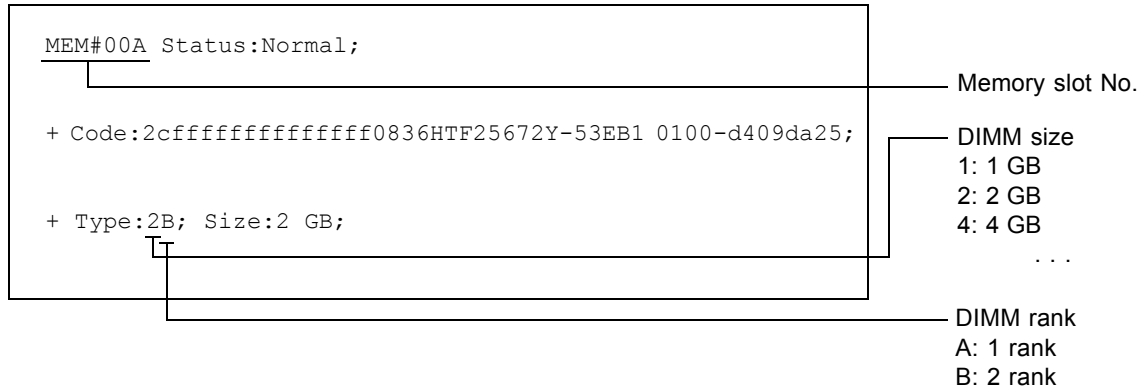 MEM#00A Status:Normal;
Memory slot No.
+ Code:2cffffffffffffff0836HTF25672Y-53EB1 0100-d409da25;
DIMM size
1: 1 GB
2: 2 GB
4: 4 GB
. . .
+ Type:2B; Size:2 GB;
DIMM rank
A: 1 rank
B: 2 rank